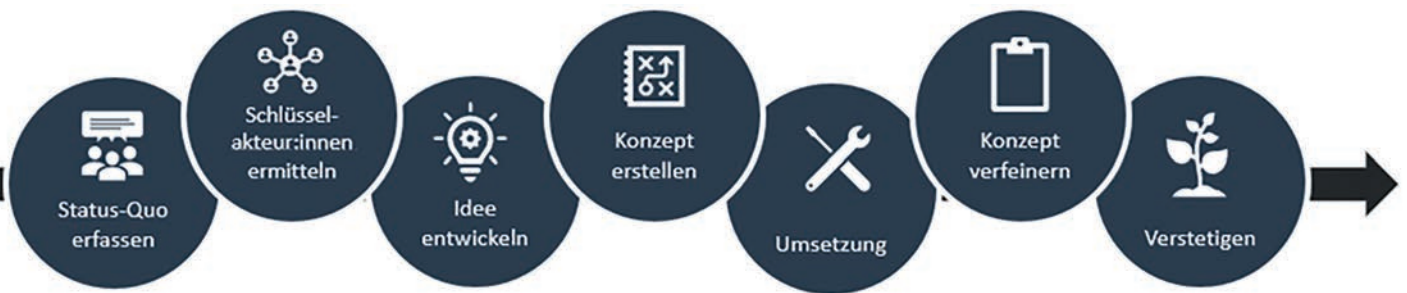 Status-Quo
erfassen
Schlüssel-
akteur:innen
ermitteln
Idee
entwickeln
Konzept
erstellen
Umsetzung
Konzept
verfeinern
Verstetigen